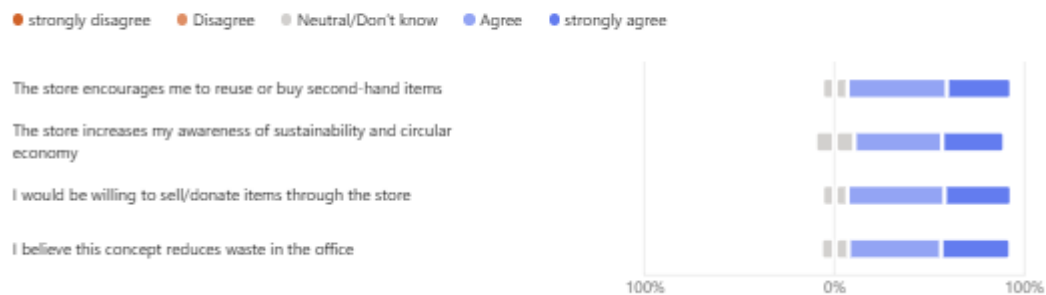 strongly disagree Disagree Neutral/Don't know Agree strongly agree
The store encourages me to reuse or buy second-hand items
The store increases my awareness of sustainability and circular
economy
I would be willing to sell/donate items through the store
I believe this concept reduces waste in the office
100% 0% 100%